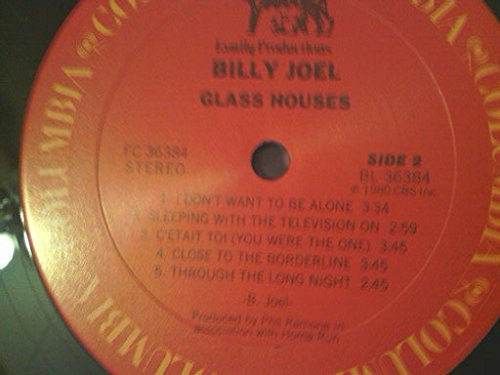 Family Productions
BILLY JOEL
GLASS HOUSES
FC 36384
STEREO
SIDE 2
BL 36384
℗ 1980 CBS Inc.
1. I DON'T WANT TO BE ALONE 3:34
2. SLEEPING WITH THE TELEVISION ON 2:59
3. C'ETAIT TOI (YOU WERE THE ONE) 3:45
4. CLOSE TO THE BORDERLINE 3:45
5. THROUGH THE LONG NIGHT 2:45
-B. Joel-
Produced by Phil Ramone in
association with Home Run
COLUMBIA
COLUMBIA
COLUMBIA